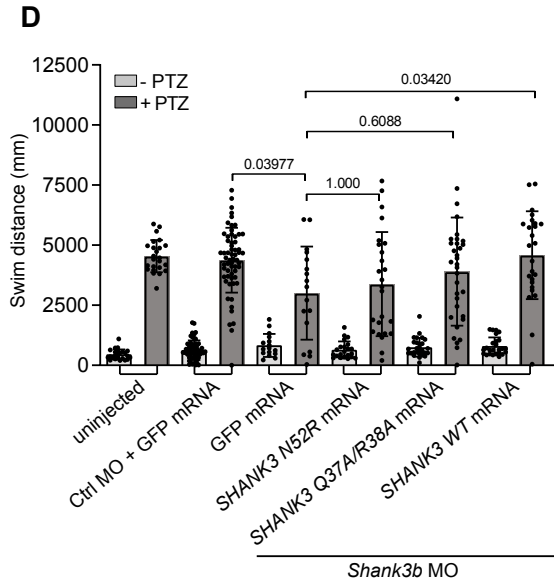 D
12500
10000
7500
5000
2500
0
Swim distance (mm)
- PTZ
+ PTZ
0.03420
0.6088
0.03977
1.000
uninjected
Ctrl MO + GFP mRNA
GFP mRNA
SHANK3 N52R mRNA
SHANK3 Q37A/R38A mRNA
SHANK3 WT mRNA
Shank3b MO